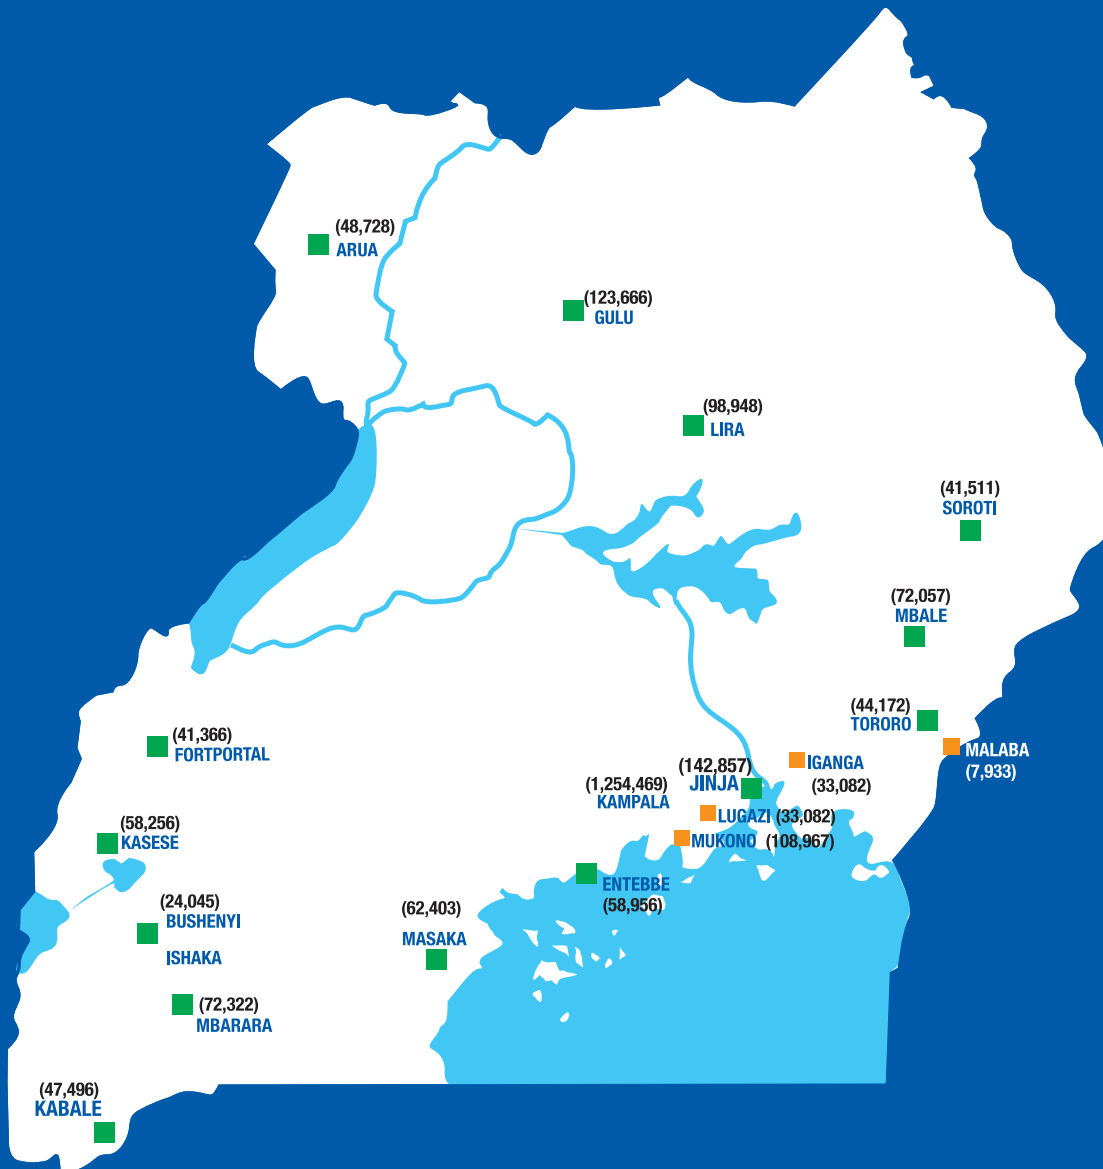 (48,728)
ARUA
(123,666)
GULU
(98,948)
LIRA
(41,511)
SOROTI
(72,057)
MBALE
(44,172)
TORORO
MALABA
(7,933)
(41,366)
FORTPORTAL
IGANGA
(33,082)
(142,857)
JINJA
(1,254,469)
KAMPALA
LUGAZI (33,082)
MUKONO (108,967)
(58,256)
KASESE
ENTEBBE
(58,956)
(24,045)
BUSHENYI
ISHAKA
(62,403)
MASAKA
(72,322)
MBARARA
(47,496)
KABALE